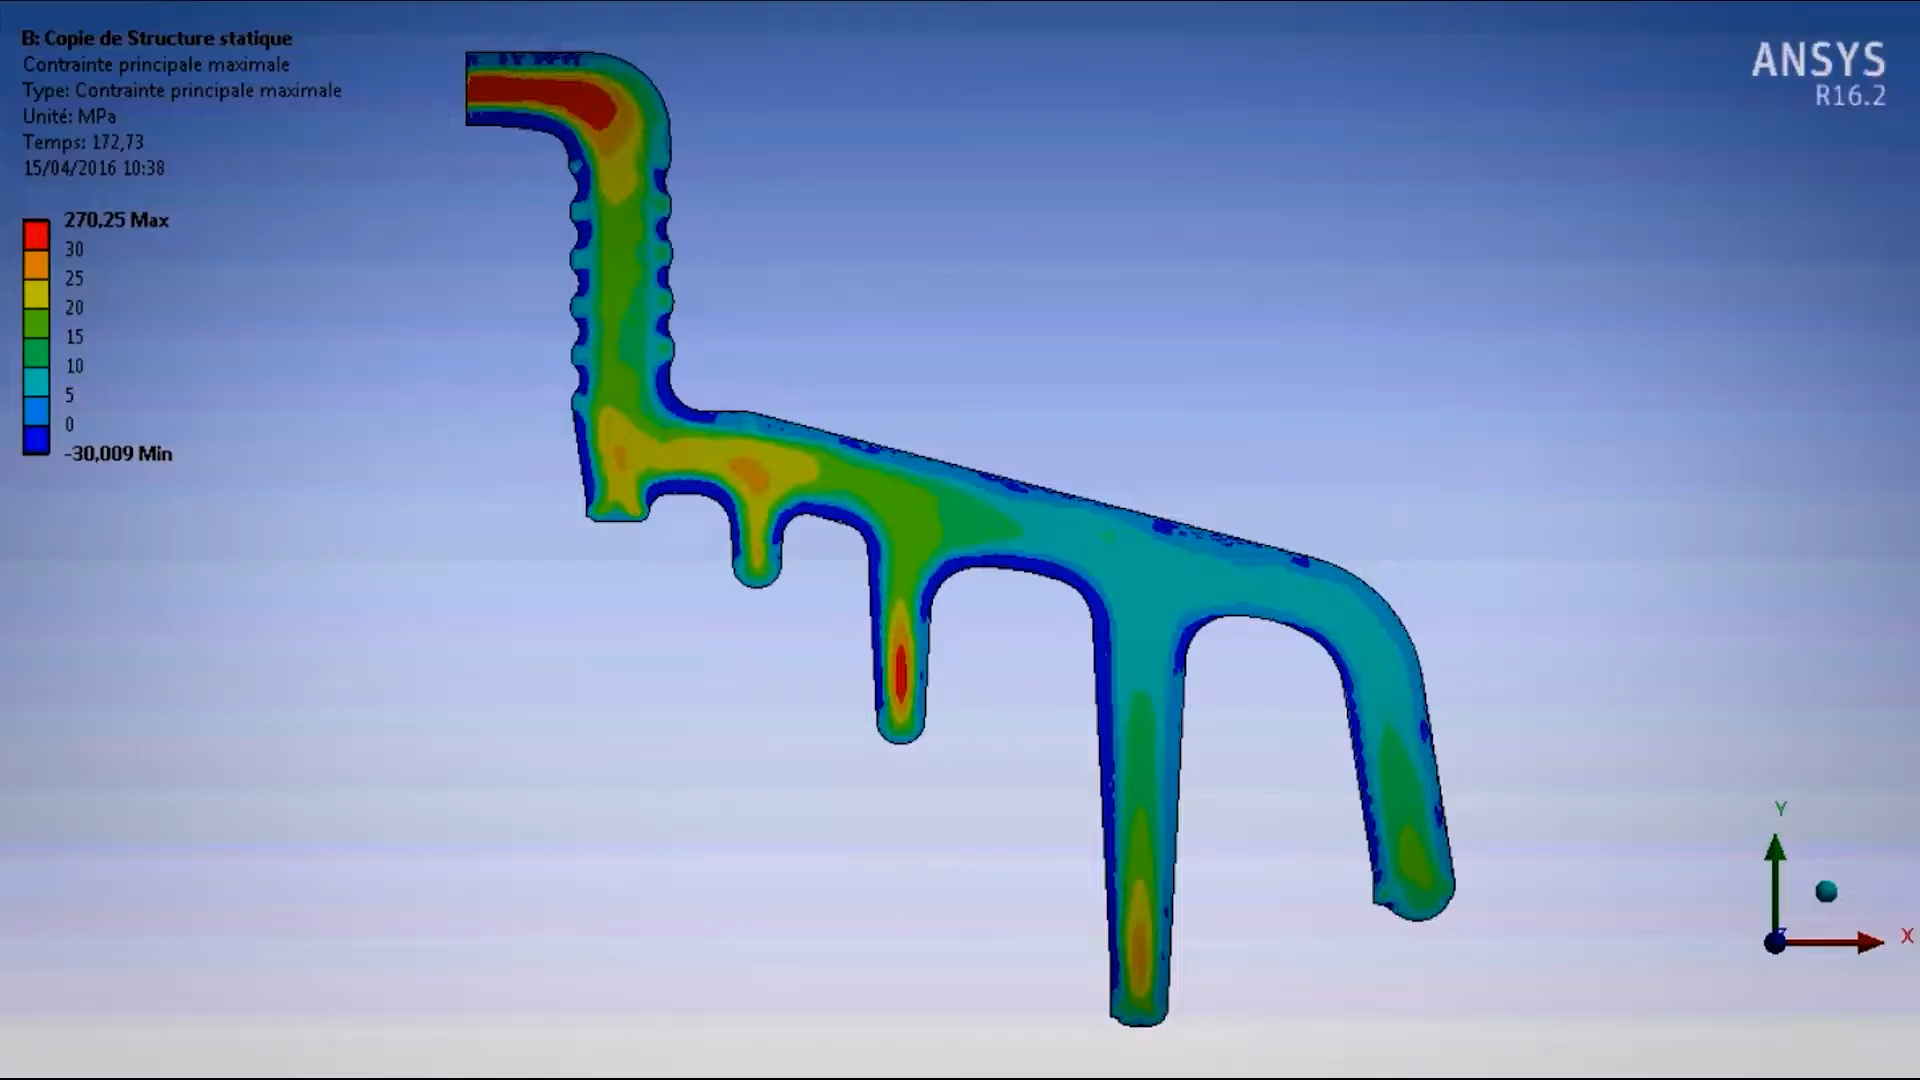 B: Copie de Structure statique
Contrainte principale maximale
Type: Contrainte principale maximale
Unité: MPa
Temps: 172,73
15/04/2016 10:38
270,25 Max
30
25
20
15
10
5
0
-30,009 Min
ANSYS
R16.2
Y
Z
X